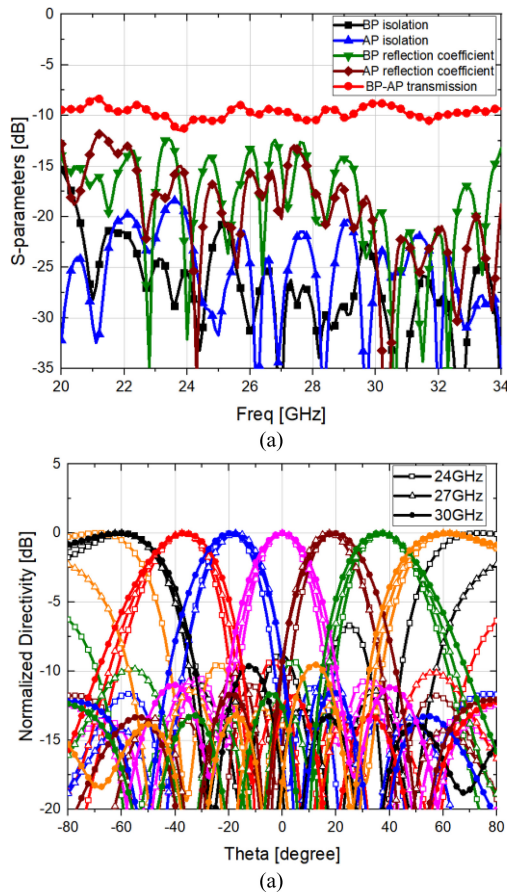 0
-5
-10
-15
-20
-25
-30
-35
S-parameters [dB]
BP isolation
AP isolation
BP reflection coefficient
AP reflection coefficient
BP-AP transmission
20 22 24 26 28 30 32 34
Freq [GHz]
(a)
5
0
-5
-10
-15
-20
Normalized Directivity [dB]
24GHz
27GHz
30GHz
-80 -60 -40 -20 0 20 40 60 80
Theta [degree]
(a)